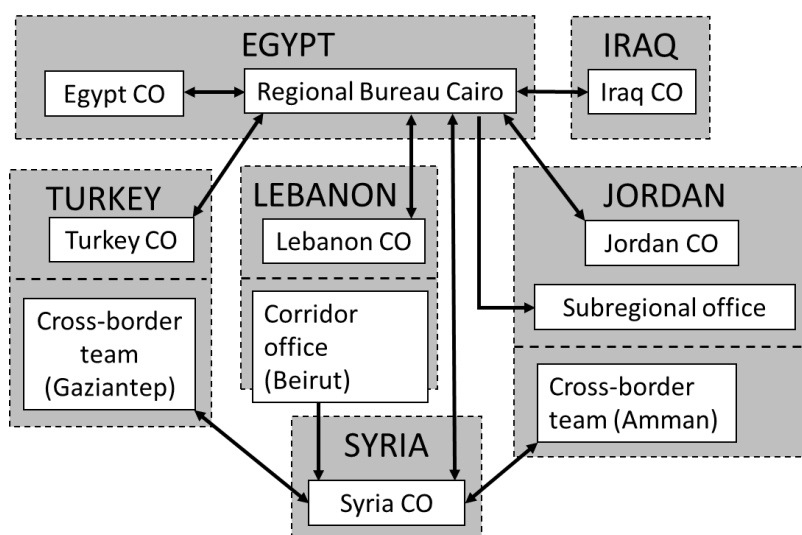 EGYPT
IRAQ
Egypt CO
Regional Bureau Cairo
Iraq CO
TURKEY
LEBANON
JORDAN
Turkey CO
Lebanon CO
Jordan CO
Subregional office
Cross-border
team
(Gaziantep)
Corridor
office
(Beirut)
Cross-border
team (Amman)
SYRIA
Syria CO